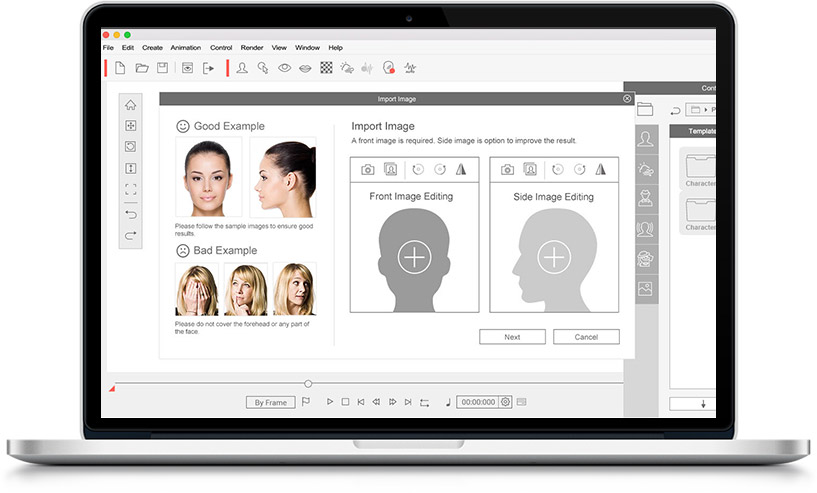 File Edit Create Animation Control Render View Window Help
Import Image
Good Example
Please follow the sample images to ensure good
results.
Bad Example
Please do not cover the forehead or any part of
the face.
Import Image
A front image is required. Side image is option to improve the result.
Front Image Editing
Side Image Editing
Next
Cancel
Cont
P
Template
Character
Character
By Frame
00:00:000